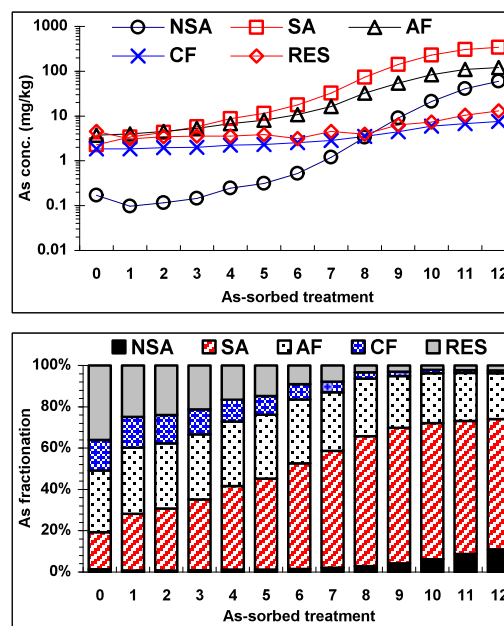 NSA SA AF
CF RES
1000
100
10
1
0.1
0.01
As conc. (mg/kg)
0 1 2 3 4 5 6 7 8 9 10 11 12
As-sorbed treatment
NSA SA AF CF RES
100%
80%
60%
40%
20%
0%
As fractionation
0 1 2 3 4 5 6 7 8 9 10 11 12
As-sorbed treatment